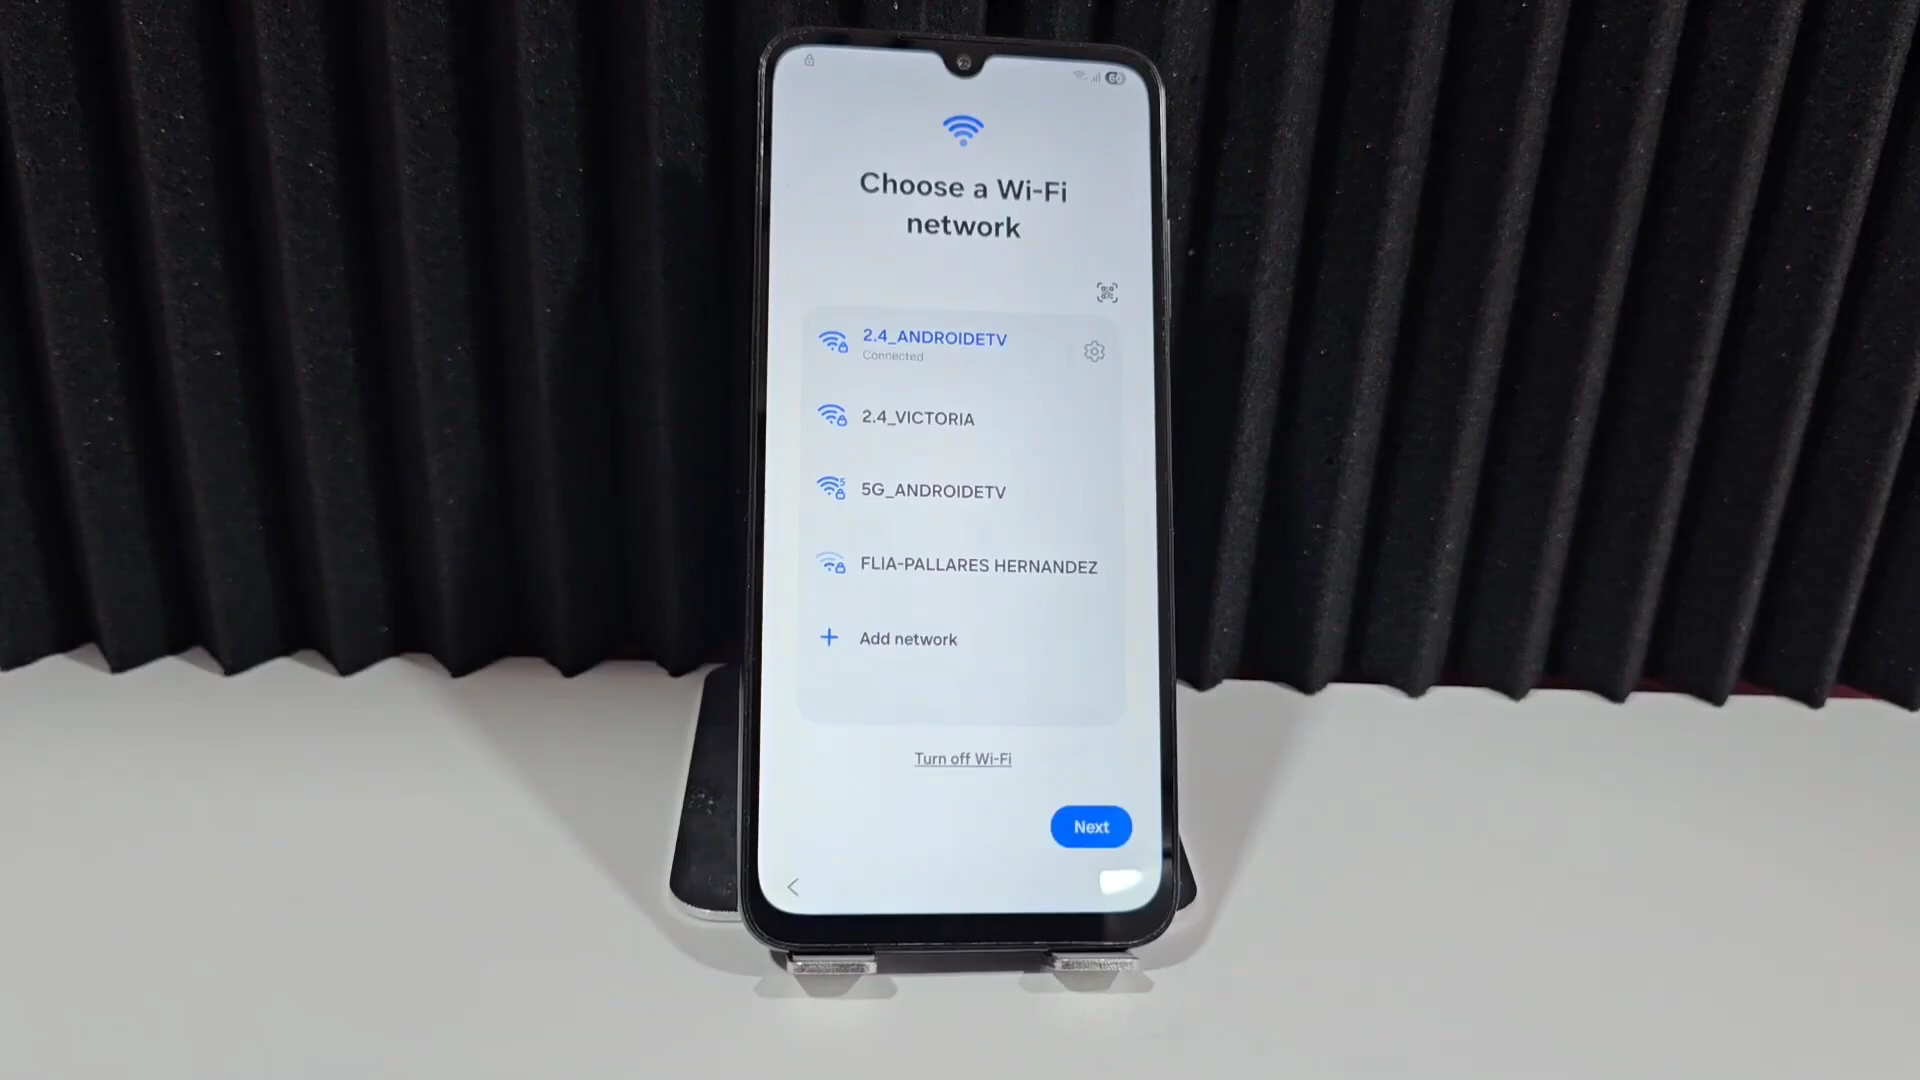 60
Choose a Wi-Fi
network
2.4_ANDROIDETV
Connected
2.4_VICTORIA
5G_ANDROIDETV
FLIA-PALLARES HERNANDEZ
Add network
Turn off Wi-Fi
Next